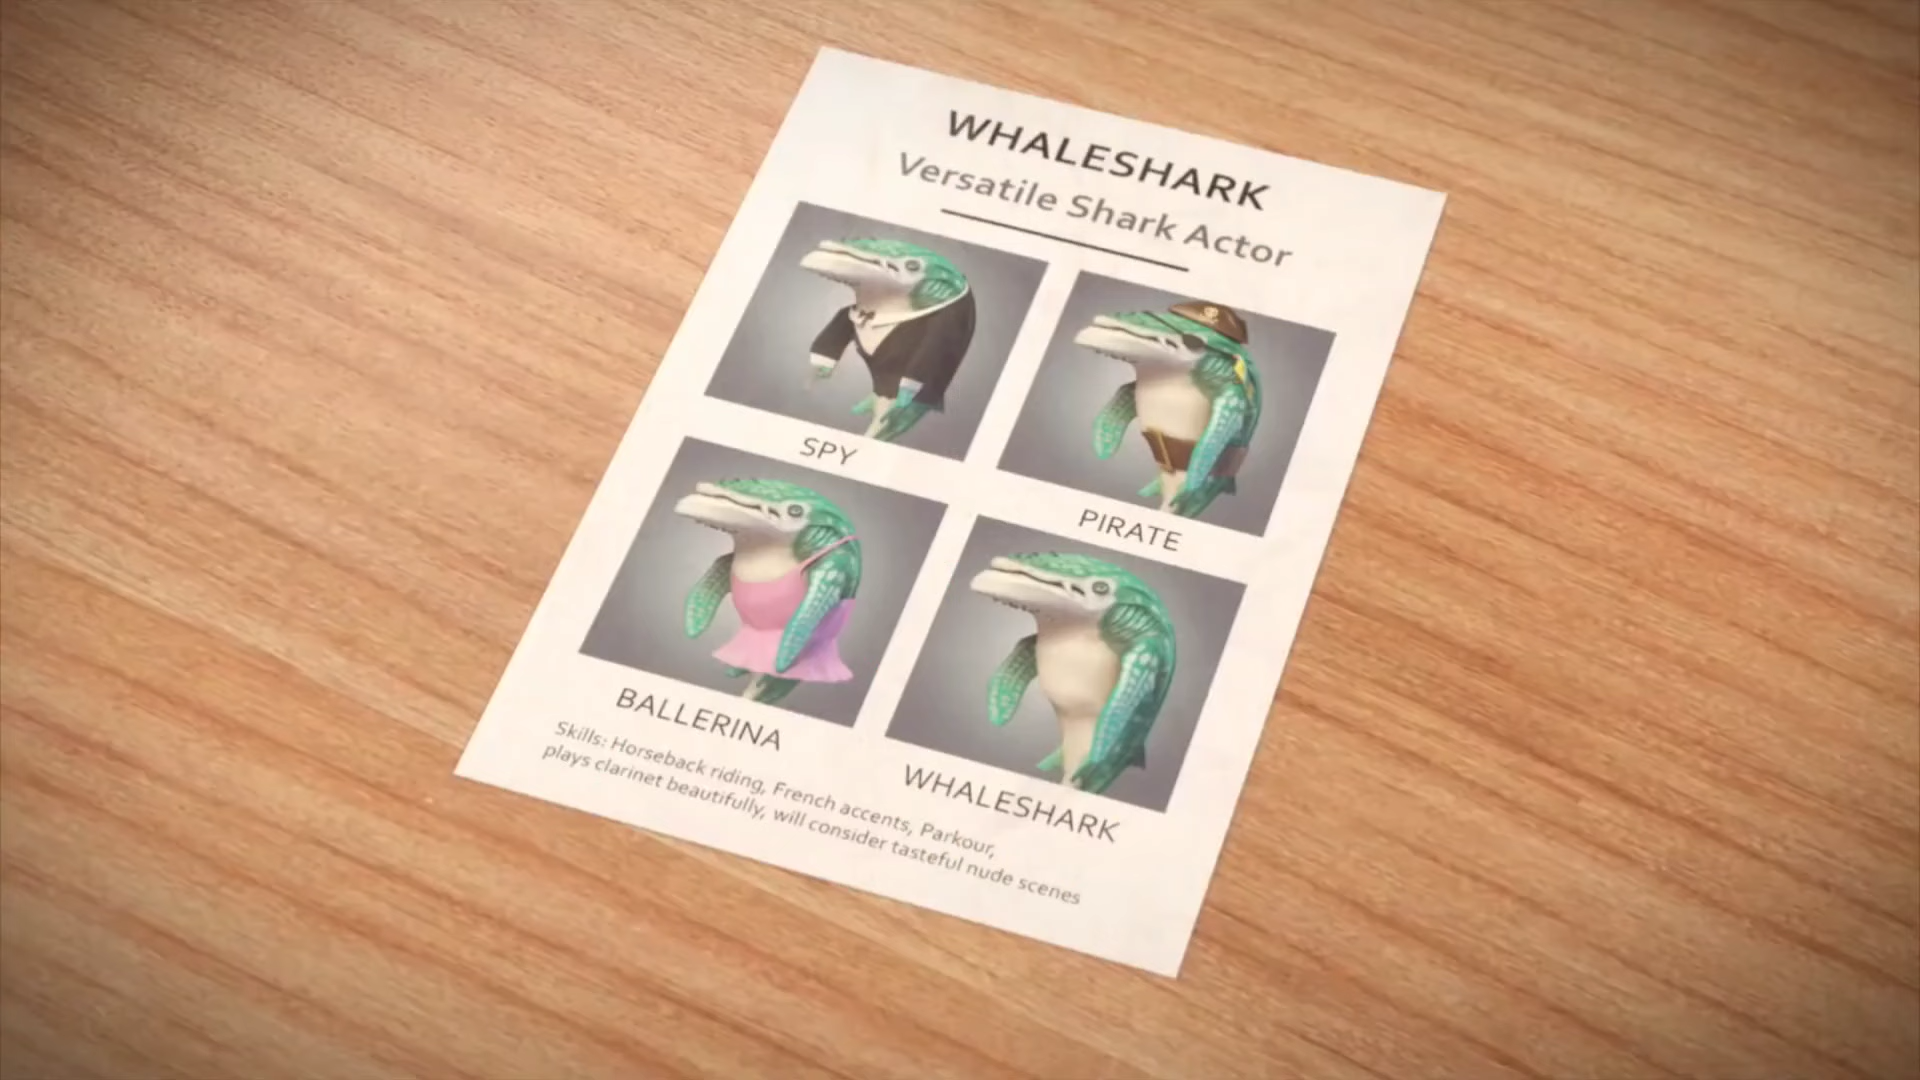 WHALESHARK
Versatile Shark Actor
SPY
PIRATE
BALLERINA
WHALESHARK
Skills: Horseback riding, French accents, Parkour,
plays clarinet beautifully, will consider tasteful nude scenes